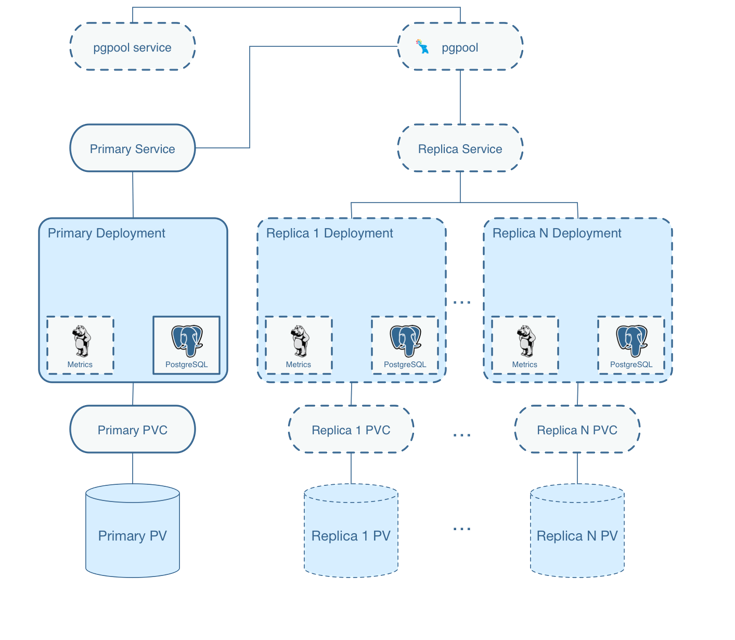 pgpool service
pgpool
Primary Service
Replica Service
Primary Deployment
Replica 1 Deployment
Replica N Deployment
...
Metrics
PostgreSQL
Metrics
PostgreSQL
Metrics
PostgreSQL
Primary PVC
Replica 1 PVC
...
Replica N PVC
Primary PV
Replica 1 PV
...
Replica N PV